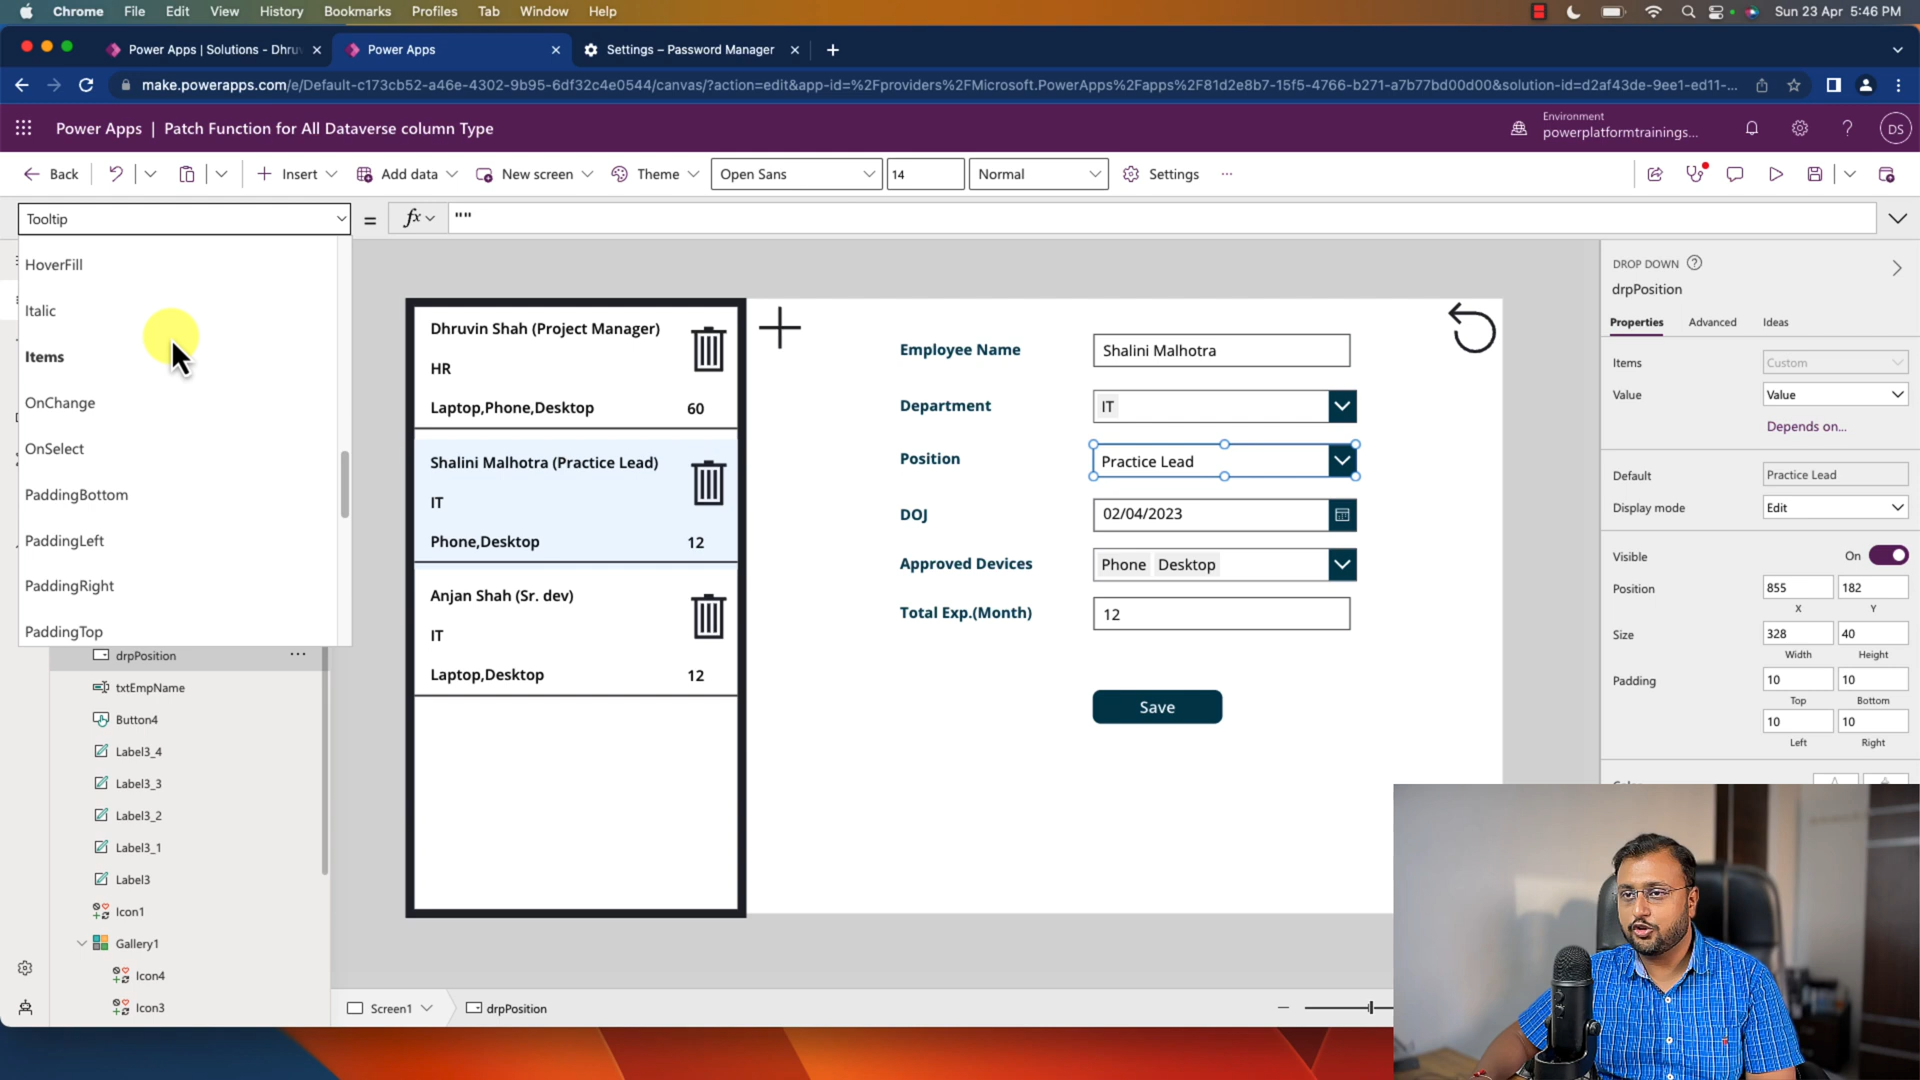 Chrome File Edit View History Bookmarks Profiles Tab Window Help Sun 23 Apr 5:46 PM
Power Apps | Solutions - Dhruv Power Apps Settings – Password Manager
make.powerapps.com/e/Default-c173cb52-a46e-4302-9b95-6df32c4e0544/canvas/?action=edit&app-id=%2Fproviders%2FMicrosoft.PowerApps%2Fapps%2F81d2e8b7-15f5-4766-b271-a7b77bd00d00&solution-id=d2af43de-9ee1-ed11-...
Power Apps | Patch Function for All Dataverse column Type
Environment
powerplatformtrainings...
DS
Back Insert Add data New screen Theme Open Sans 14 Normal Settings ...
Tooltip = fx ""
HoverFill
Italic
Items
OnChange
OnSelect
PaddingBottom
PaddingLeft
PaddingRight
PaddingTop
drpPosition ...
txtEmpName
Button4
Label3_4
Label3_3
Label3_2
Label3_1
Label3
Icon1
Gallery1
Icon4
Icon3
Dhruvin Shah (Project Manager)
HR
Laptop,Phone,Desktop 60
Shalini Malhotra (Practice Lead)
IT
Phone,Desktop 12
Anjan Shah (Sr. dev)
IT
Laptop,Desktop 12
Employee Name Shalini Malhotra
Department IT
Position Practice Lead
DOJ 02/04/2023
Approved Devices Phone Desktop
Total Exp.(Month) 12
Save
Screen1 drpPosition
DROP DOWN
drpPosition
Properties Advanced Ideas
Items Custom
Value Value
Depends on...
Default Practice Lead
Display mode Edit
Visible On
Position 855 182
X Y
Size 328 40
Width Height
Padding 10 10
Top Bottom
10 10
Left Right